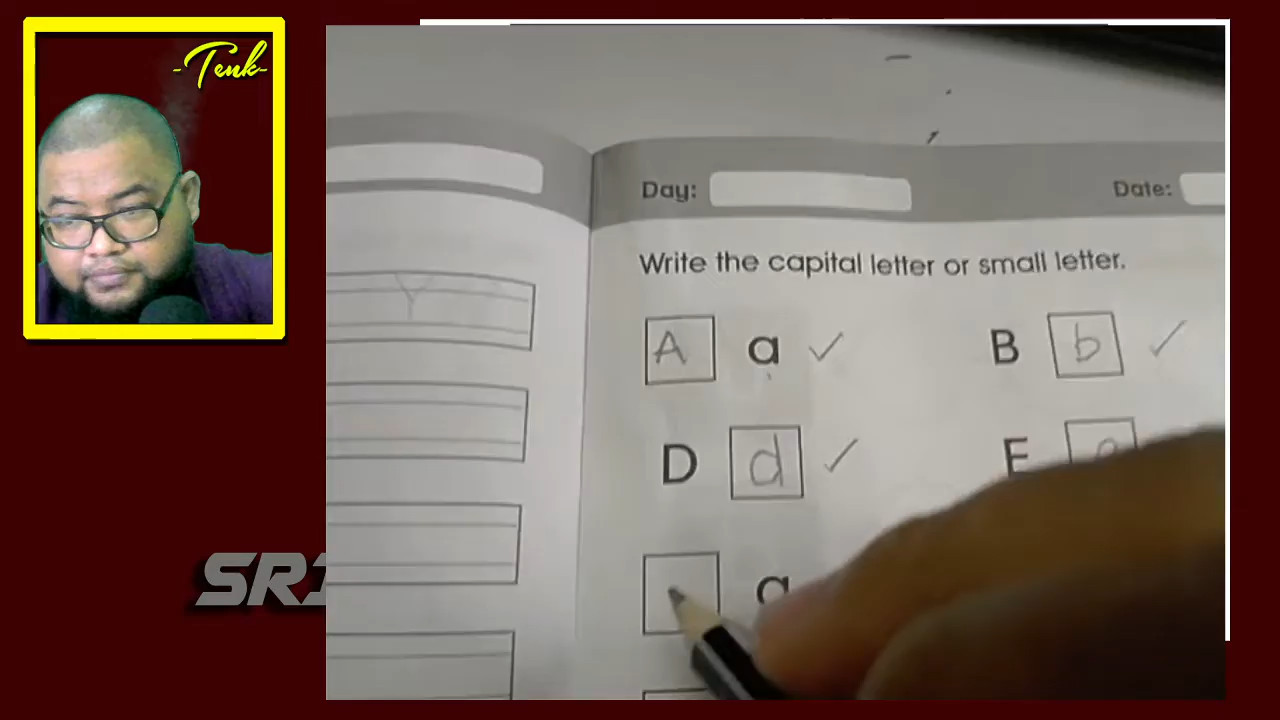 -Tenk-
Day:
Date:
Write the capital letter or small letter.
A a
B b
Y
D d
E e
g